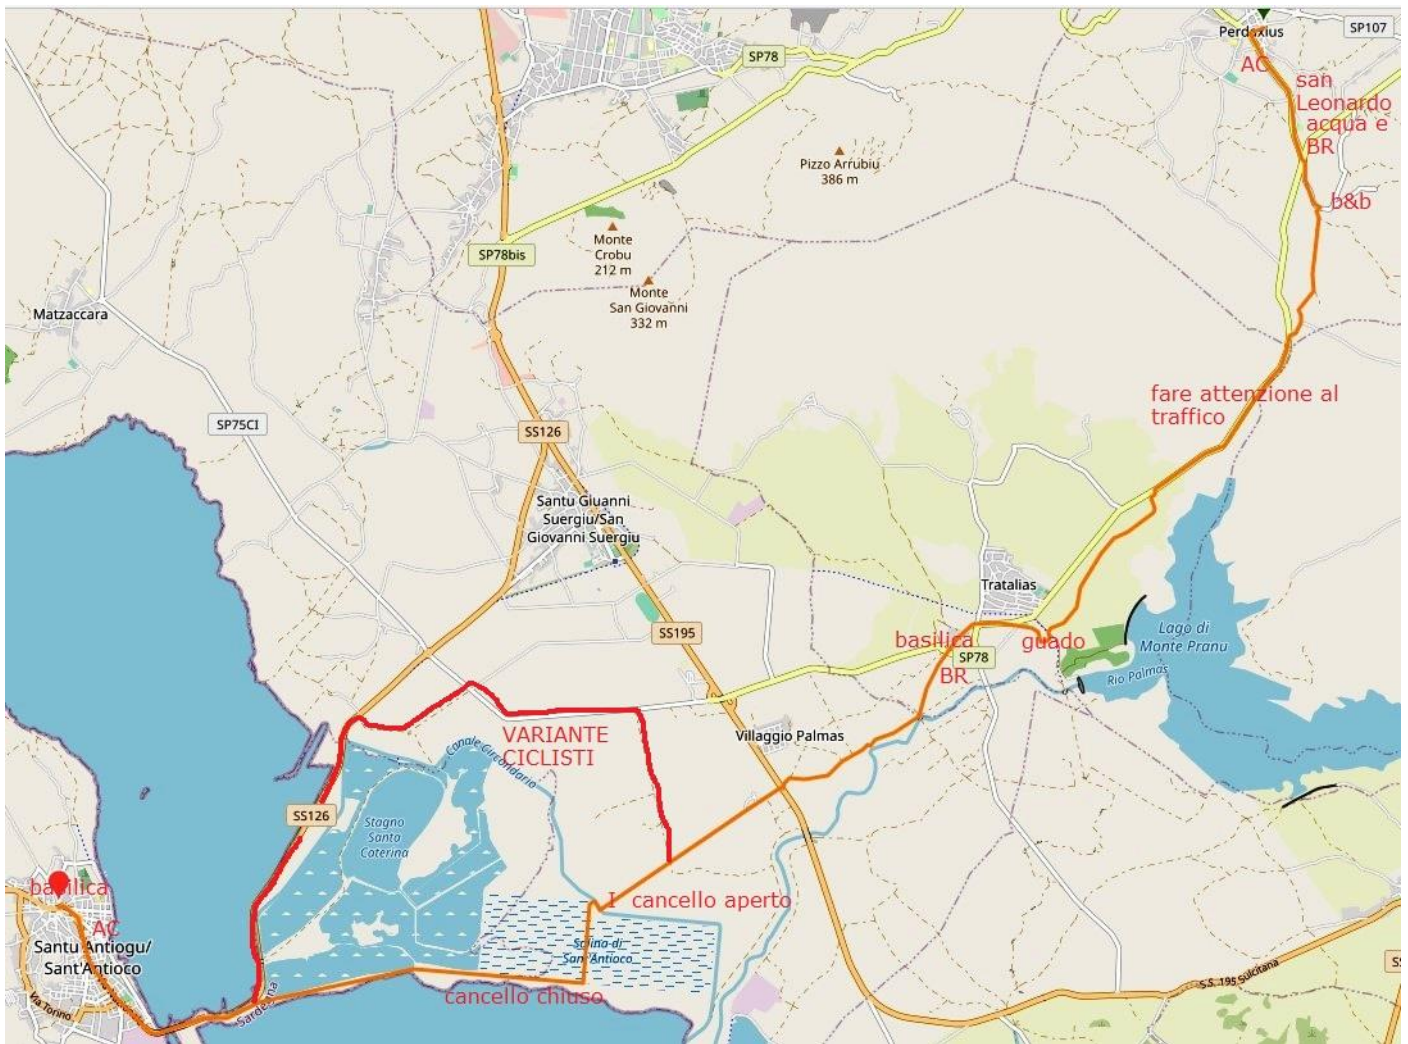 Perdaxius
SP107
SP78
AC
san
Leonardo
acqua e
BR
Pizzo Arrubiu
386 m
b&b
Monte
Crobu
212 m
SP78bis
Monte
San Giovanni
332 m
Matzaccara
fare attenzione al
traffico
SP75CI
SS126
Santu Giuanni
Suergiu/San
Giovanni Suergiu
Tratalias
SS195
basilica
guado
Lago di
Monte Pranu
SP78
BR
Rio Palmas
VARIANTE
CICLISTI
Villaggio Palmas
Canale Circondario
SS126
Stagno
Santa
Caterina
basilica
I cancello aperto
AC
Santu Antiogu/
Sant'Antioco
Salina di
Sant'Antioco
S.S. 195 Sulcitana
SS
cancello chiuso
Via Torino
Sardegna